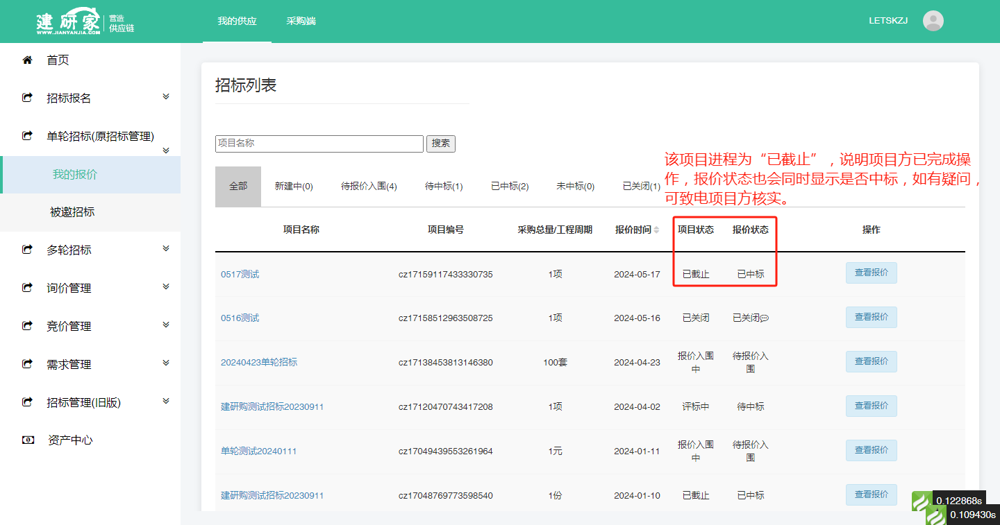 建研家
WWW.JIANYANJIA.COM
营造
供应链
我的供应
采购端
LETSKZJ
首页
招标报名
单轮招标(原招标管理)
我的报价
被邀招标
多轮招标
询价管理
竞价管理
需求管理
招标管理(旧版)
资产中心
招标列表
项目名称
搜索
该项目进程为“已截止”，说明项目方已完成操
作，报价状态也会同时显示是否中标，如有疑问，
可致电项目方核实。
全部 新建中(0) 待报价入围(4) 待中标(1) 已中标(2) 未中标(0) 已关闭(1)
项目名称 项目编号 采购总量/工程周期 报价时间 项目状态 报价状态 操作
0517测试 cz17159117433330735 1项 2024-05-17 已截止 已中标 查看报价
0516测试 cz17158512963508725 1项 2024-05-16 已关闭 已关闭 查看报价
20240423单轮招标 cz17138453813146380 100套 2024-04-23 报价入围中 待报价入围 查看报价
建研购测试招标20230911 cz17120470743417208 1项 2024-04-02 评标中 待中标 查看报价
单轮测试20240111 cz17049439553261964 1元 2024-01-11 报价入围中 待报价入围 查看报价
建研购测试招标20230911 cz17048769773598540 1份 2024-01-10 已截止 已中标 查看报价
0.122868s
0.109430s